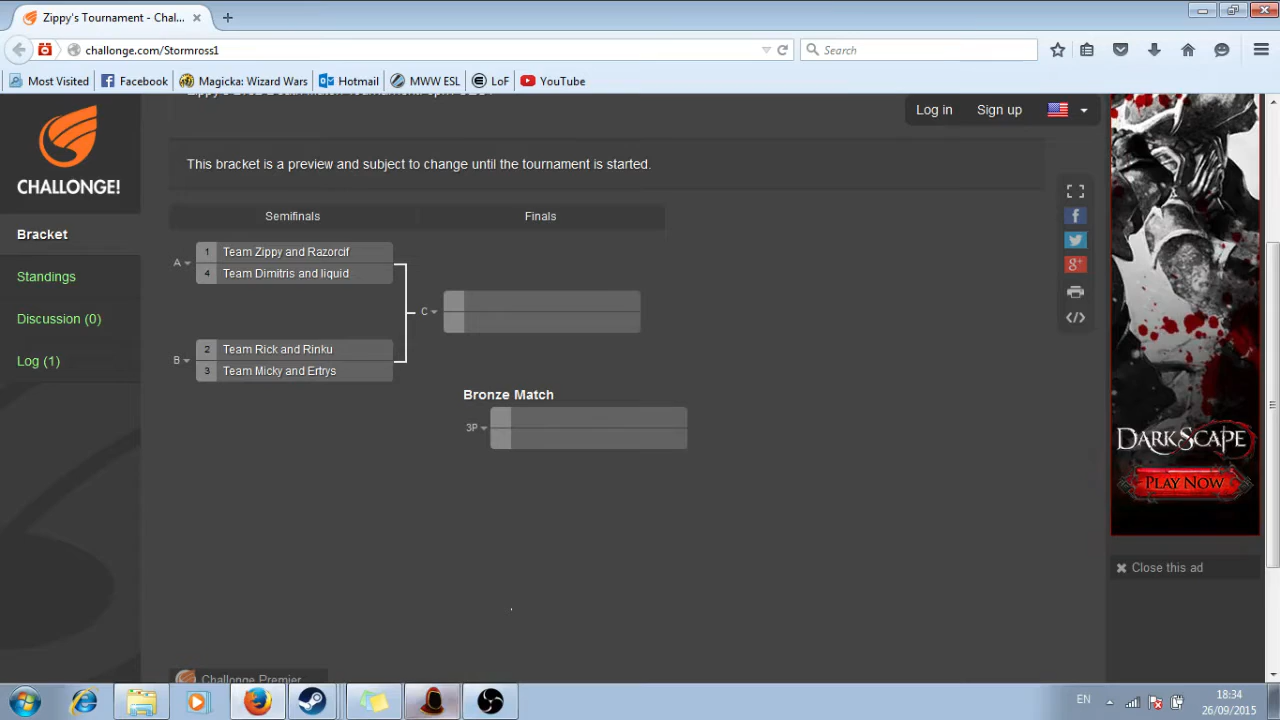 Zippy's Tournament - Chal...
challonge.com/Stormross1
Search
Most Visited
Facebook
Magicka: Wizard Wars
Hotmail
MWW ESL
LoF
YouTube
Log in
Sign up
CHALLONGE!
This bracket is a preview and subject to change until the tournament is started.
Bracket
Standings
Discussion (0)
Log (1)
Semifinals
Finals
A
1 Team Zippy and Razorcif
4 Team Dimitris and liquid
C
B
2 Team Rick and Rinku
3 Team Micky and Ertrys
Bronze Match
3P
DARKSCAPE
PLAY NOW
Close this ad
Challonge Premier
EN
18:34
26/09/2015